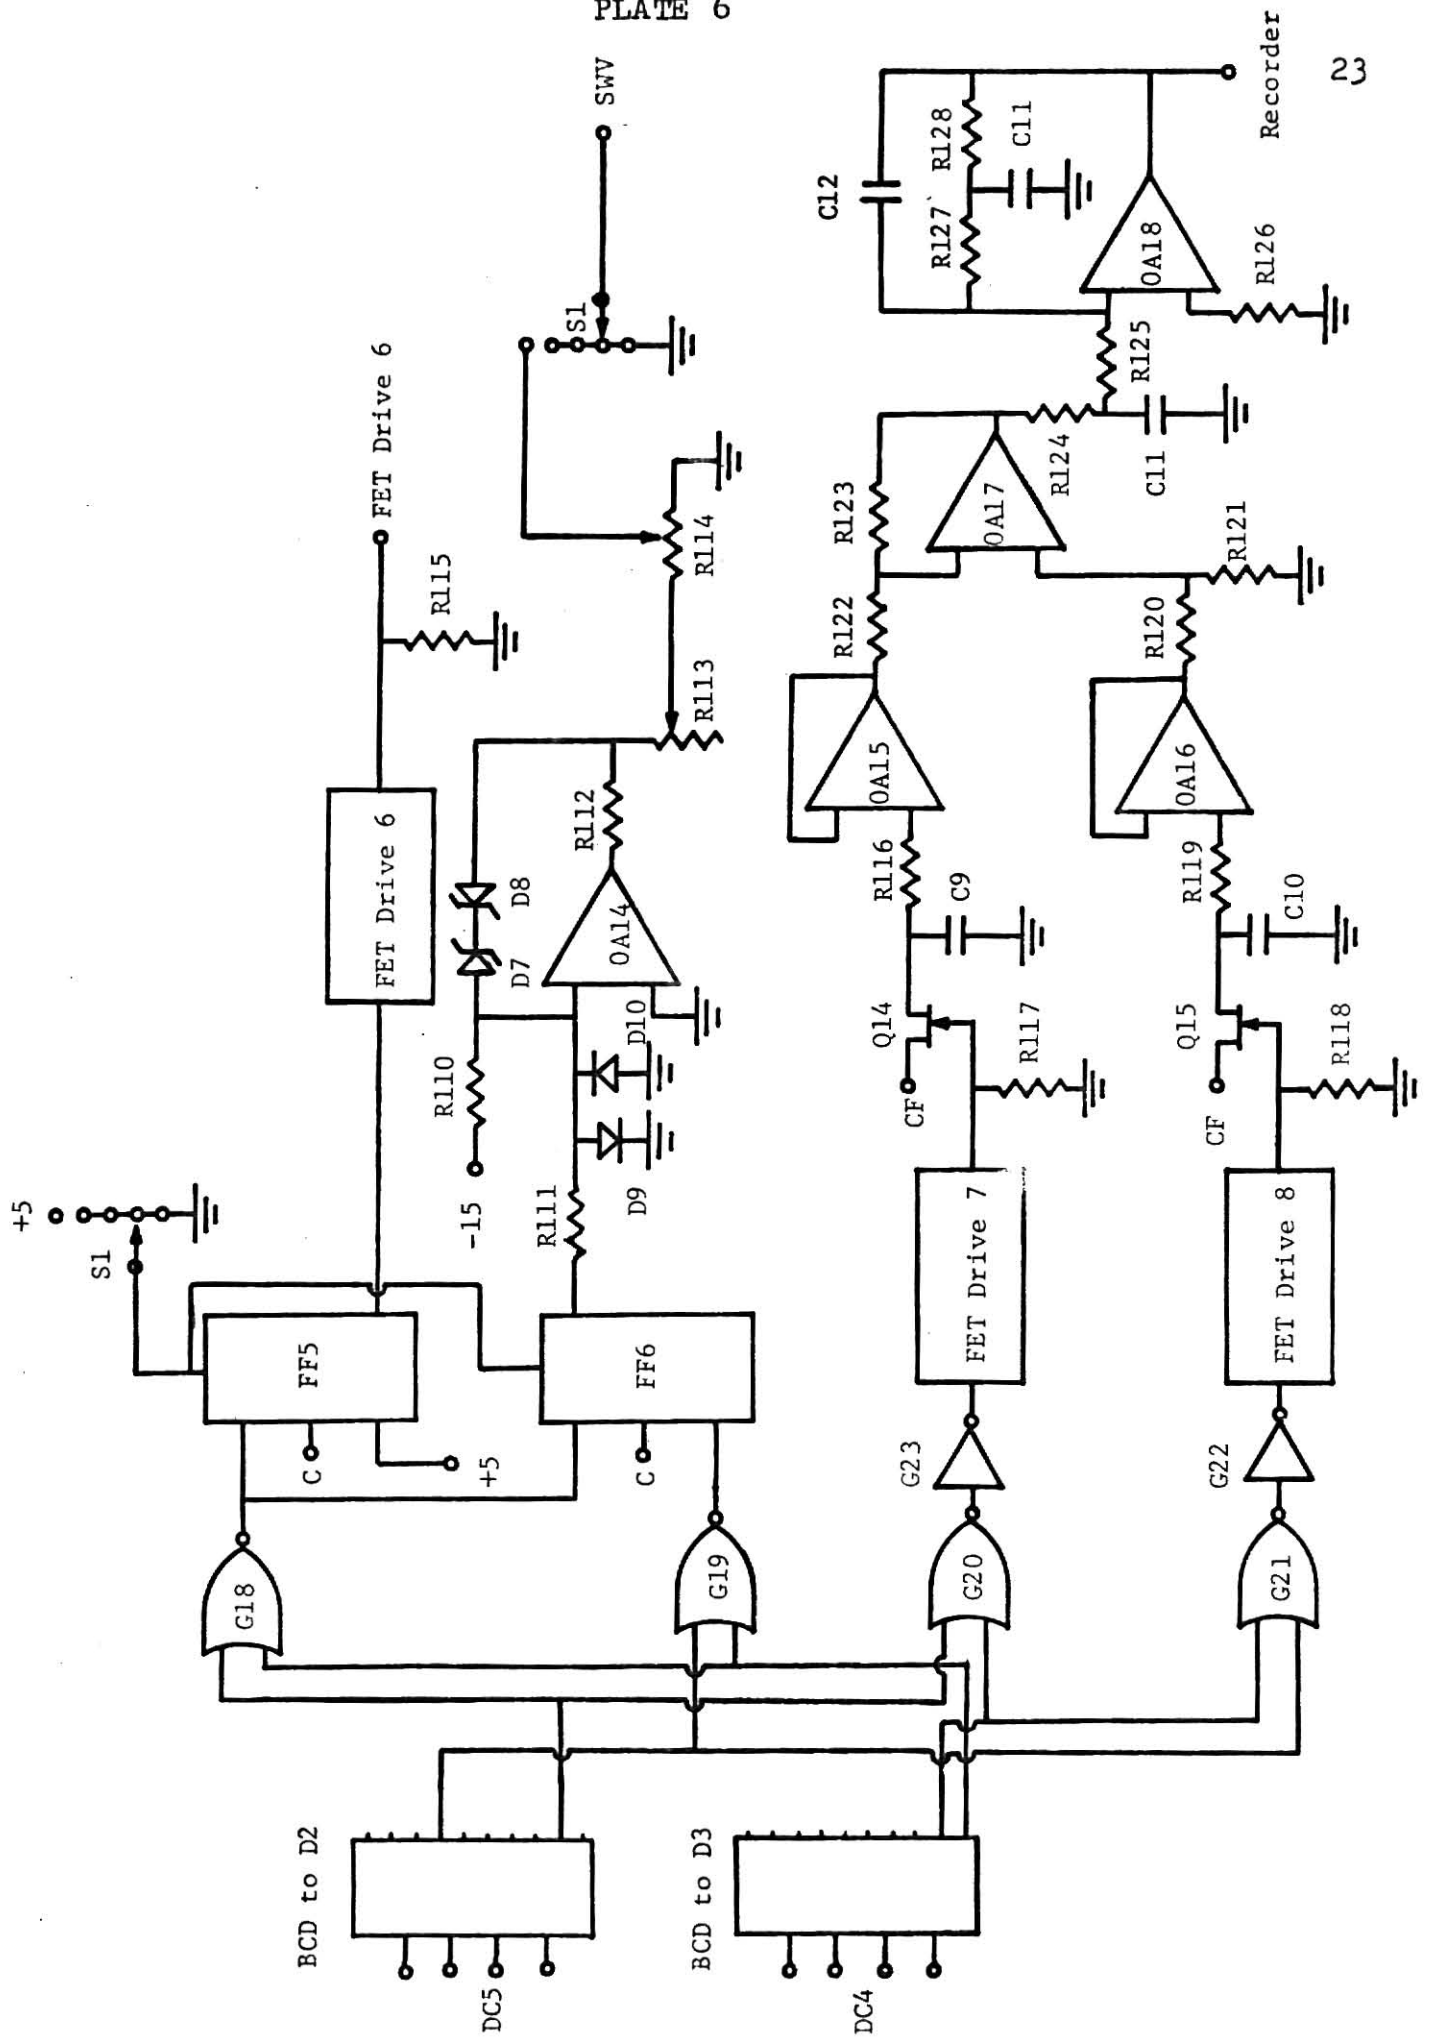 PLATE 6
23
+5
S1
FF5
C
+5
G18
FET Drive 6
FET Drive 6
R115
SWV
S1
R114
R113
R112
D8
D7
OA14
D10
R110
-15
D9
R111
FF6
C
G19
BCD to D2
DC5
BCD to D3
DC4
G20
G23
FET Drive 7
R117
CF
Q14
C9
R116
OA15
R122
R123
OA17
R124
C11
R125
R121
R120
OA16
R119
C10
Q15
CF
R118
FET Drive 8
G22
G21
C12
R127
R128
C11
OA18
R126
Recorder